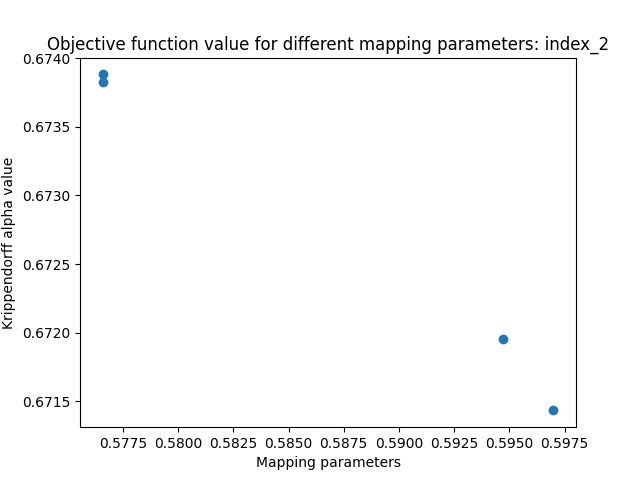 Objective function value for different mapping parameters: index_2
0.6740
0.6735
0.6730
0.6725
0.6720
0.6715
Krippendorff alpha value
0.5775 0.5800 0.5825 0.5850 0.5875 0.5900 0.5925 0.5950 0.5975
Mapping parameters